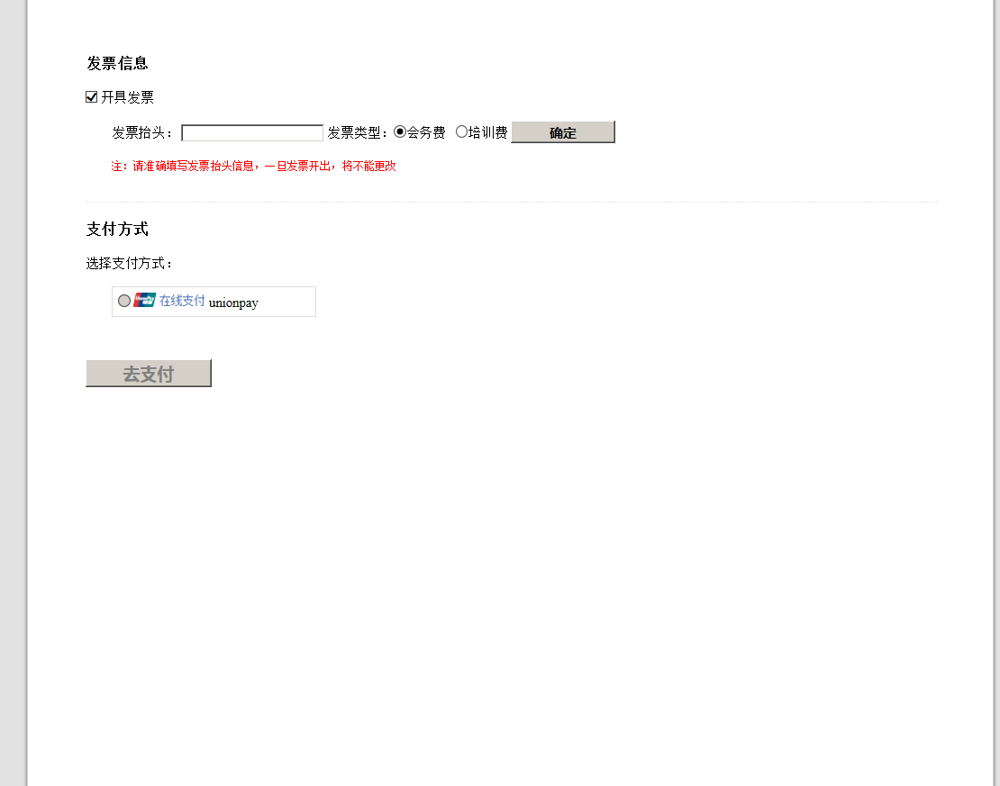 发票信息
开具发票
发票抬头： 发票类型：会务费 培训费 确定
注：请准确填写发票抬头信息，一旦发票开出，将不能更改
支付方式
选择支付方式：
在线支付 unionpay
去支付